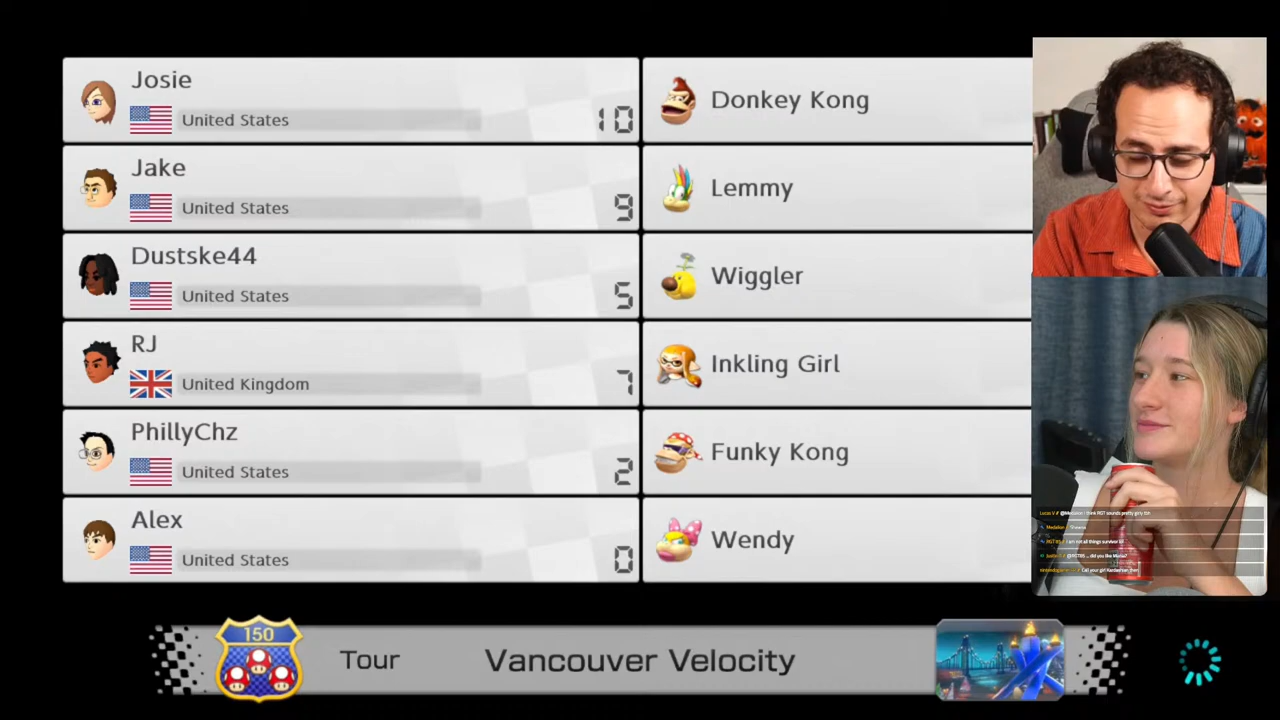 Josie
United States
10
Donkey Kong
Jake
United States
9
Lemmy
Dustske44
United States
5
Wiggler
RJ
United Kingdom
7
Inkling Girl
PhillyChz
United States
2
Funky Kong
Alex
United States
0
Wendy
150
Tour
Vancouver Velocity